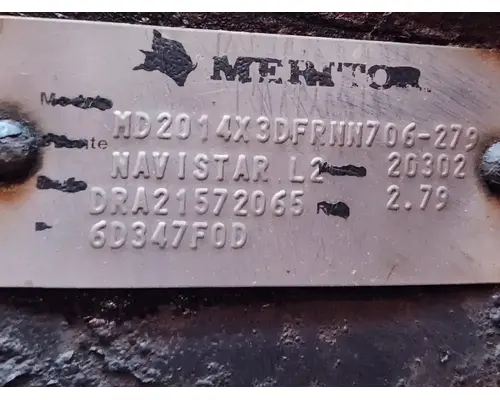 MERITOR
MD2014X3DFRNN706-279
NAVISTAR L2 20302
DRA21572065 2.79
6D347F0D